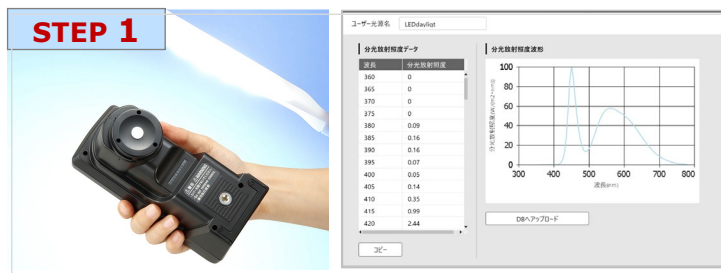 STEP 1
ユーザー光源名 LEDdayliqt
分光放射照度データ
波長 分光放射照度
360 0
365 0
370 0
375 0
380 0.09
385 0.16
390 0.16
395 0.07
400 0.05
405 0.14
410 0.35
415 0.99
420 2.44
コピー
分光放射照度波形
100
80
60
40
20
0
300 400 500 600 700 800
波長(nm)
DBへアップロード